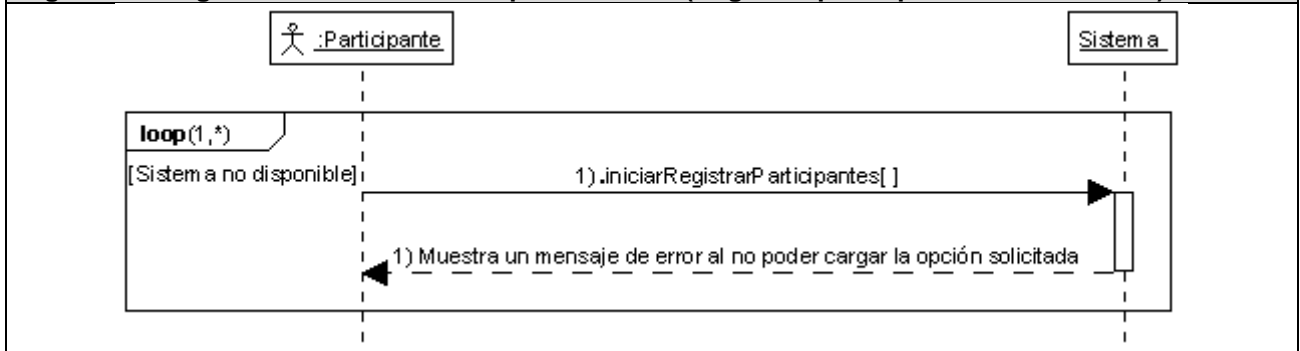 :Participante
Sistema
loop(1,*)
[Sistema no disponible]
1).iniciarRegistrarParticipantes[ ]
1) Muestra un mensaje de error al no poder cargar la opción solicitada